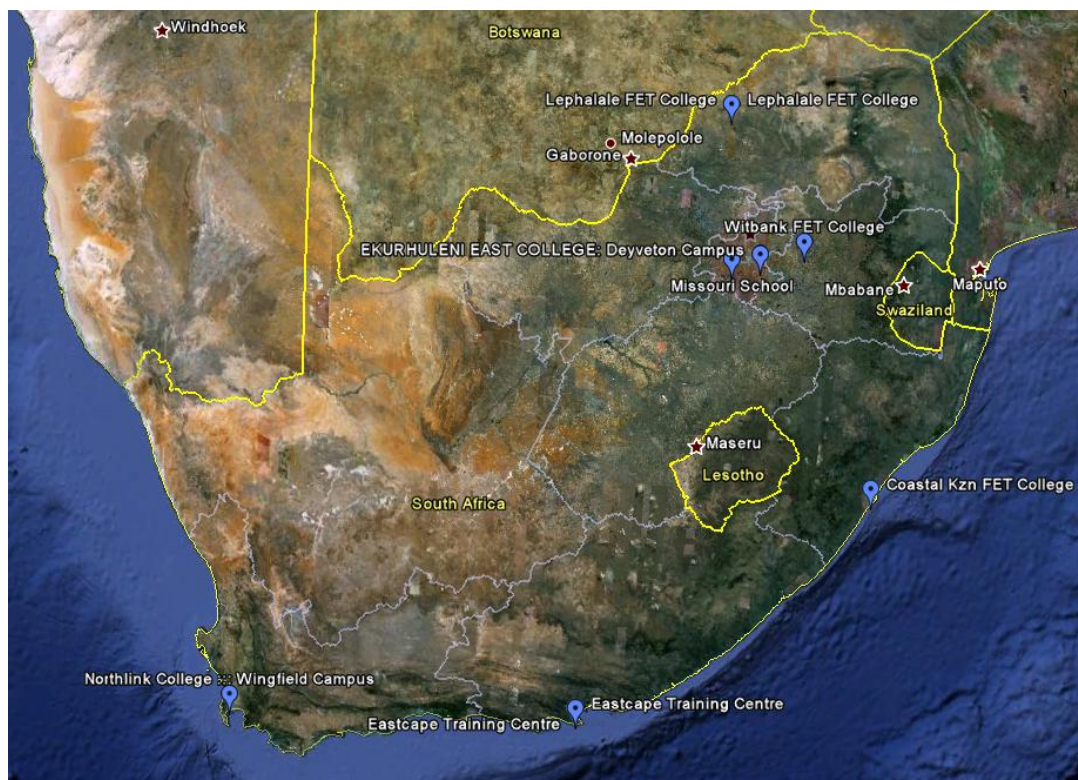 Windhoek
Botswana
Lephalale FET College
Lephalale FET College
Molepolole
Gaborone
Witbank FET College
EKURHULENI EAST COLLEGE: Deyveton Campus
Missouri School
Mbabane
Maputo
Swaziland
Maseru
Lesotho
Coastal Kzn FET College
South Africa
Northlink College ::: Wingfield Campus
Eastcape Training Centre
Eastcape Training Centre